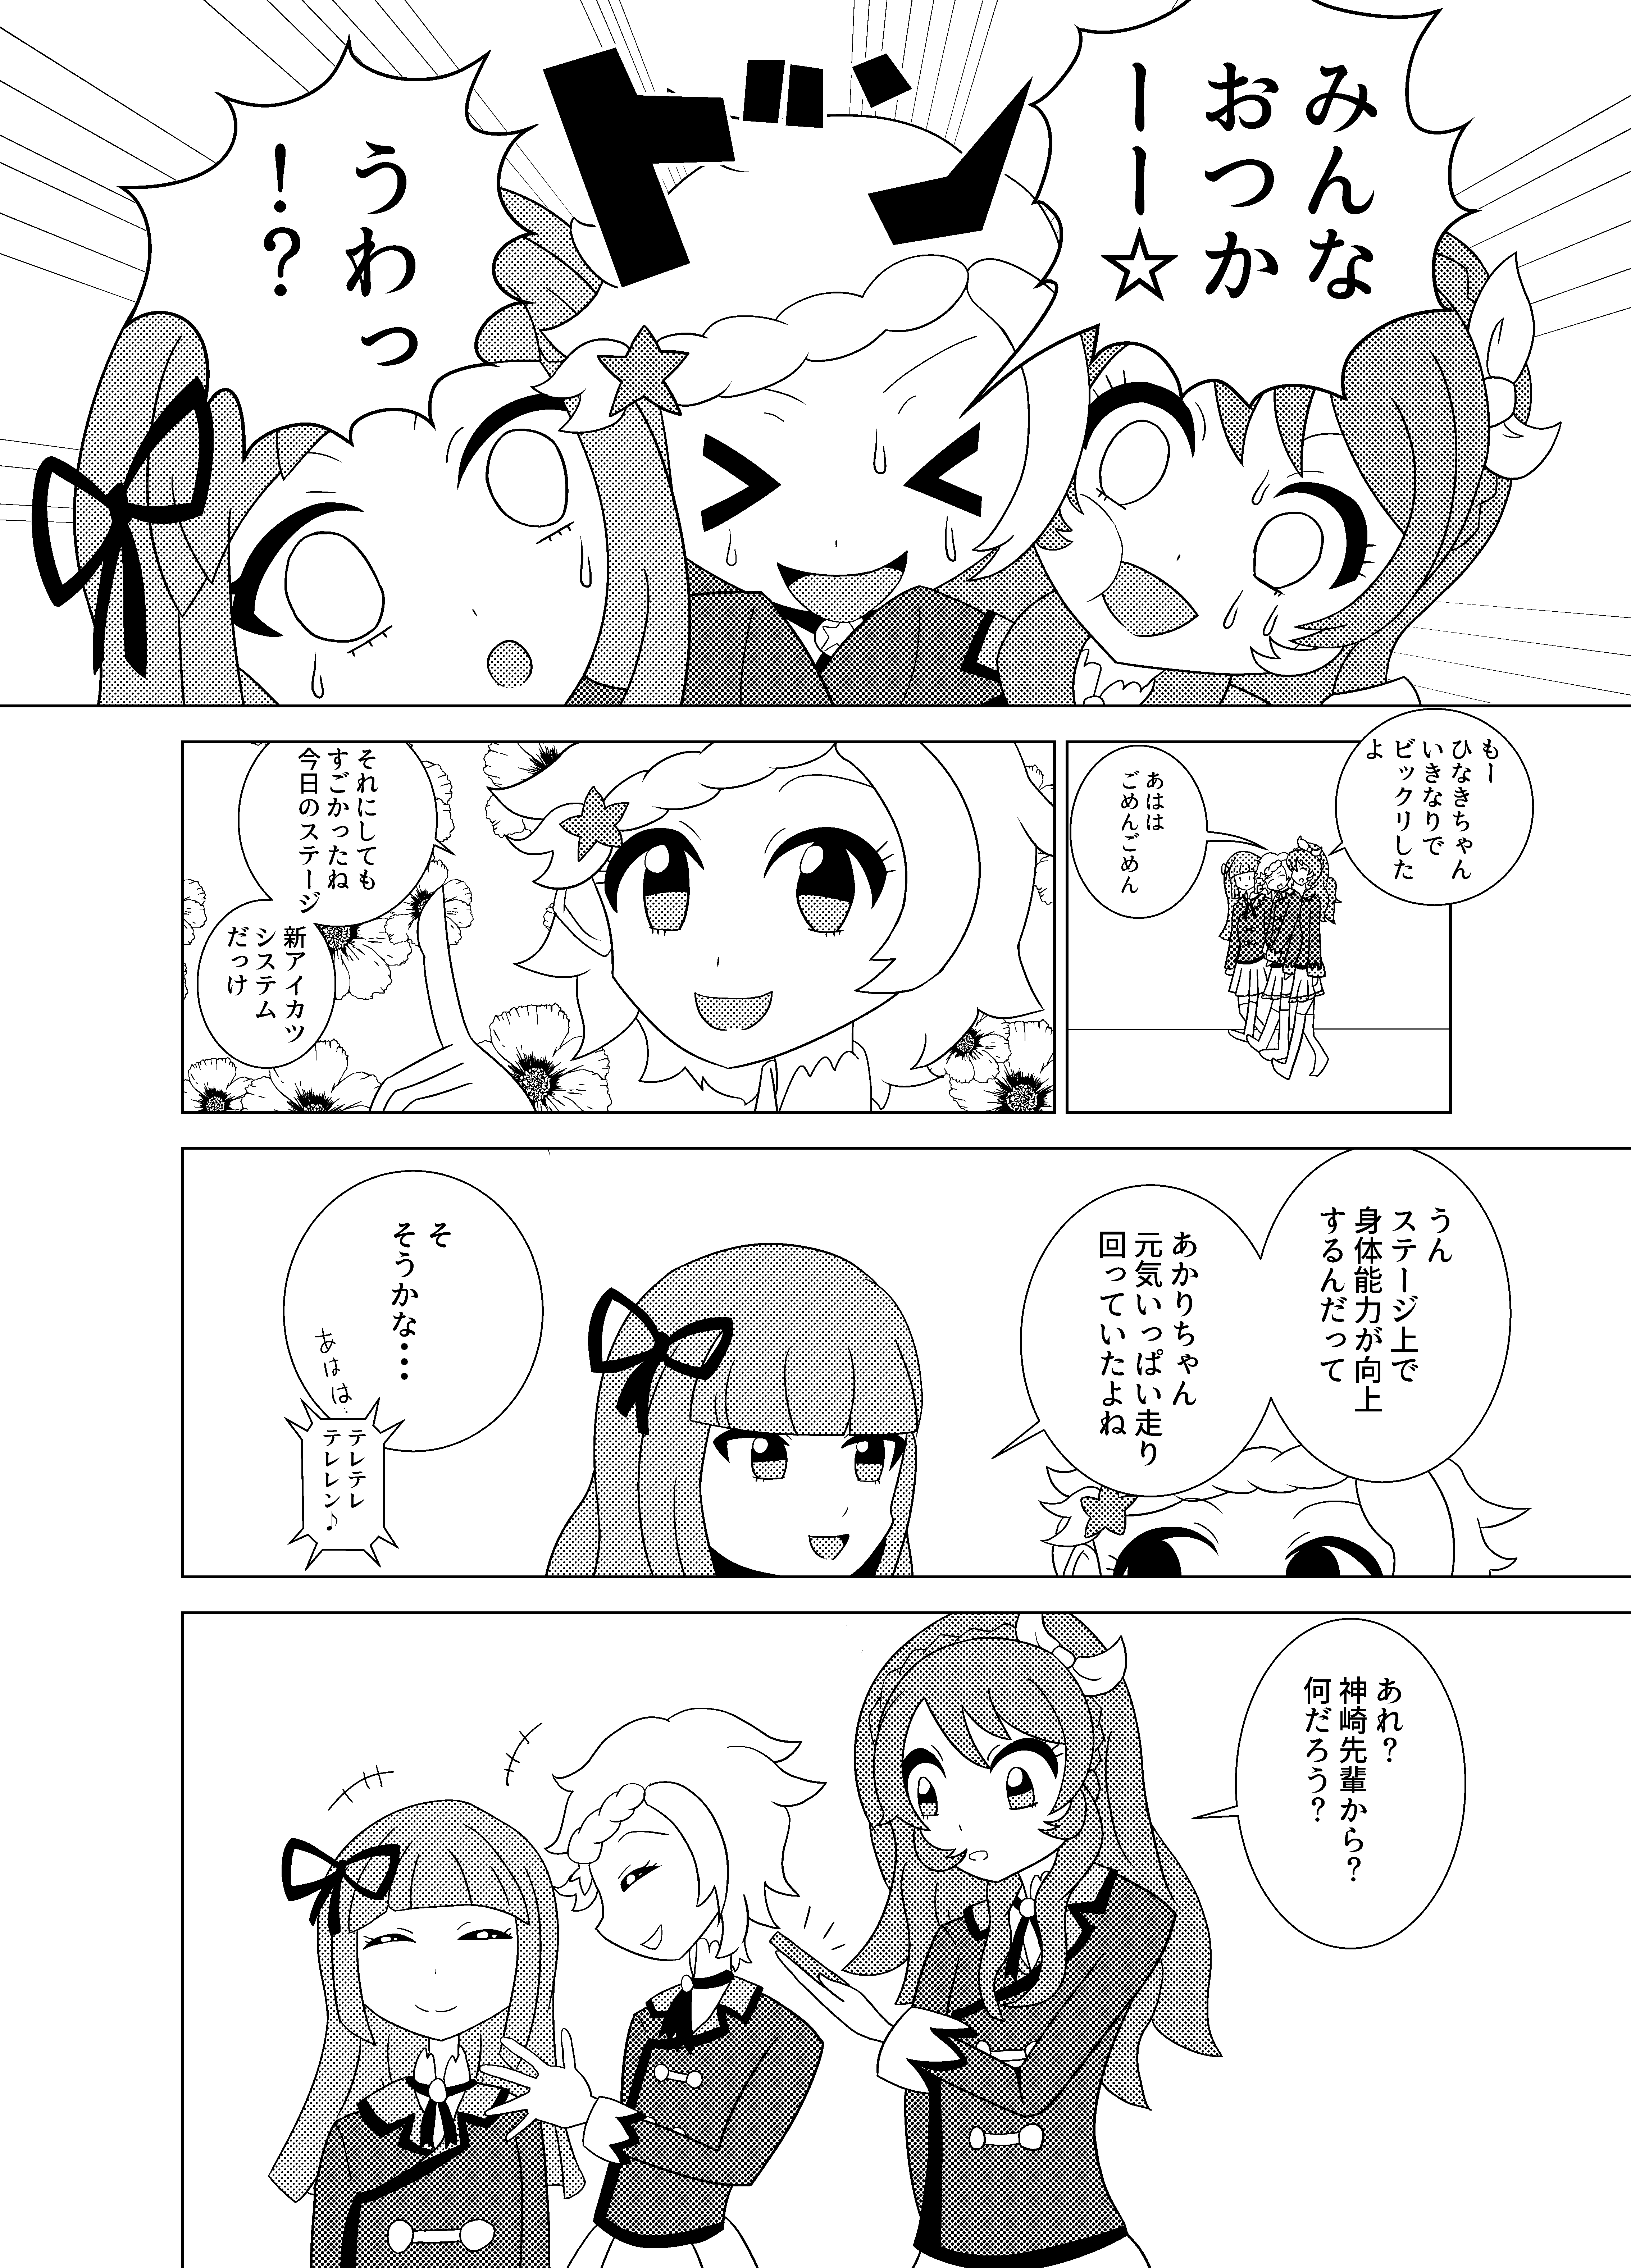 みんな
おつか
ーー☆
ドンッ
うわっ
！？
もー
ひなきちゃん
いきなりで
ビックリした
よ
あはは
ごめんごめん
それにしても
すごかったね
今日のステージ
新アイカツ
システム
だっけ
うん
ステージ上で
身体能力が向上
するんだって
あかりちゃん
元気いっぱい走り
回っていたよね
そ
そうかな…
あはは…
テレテレ
テレレン♪
あれ？
神崎先輩から？
何だろう？